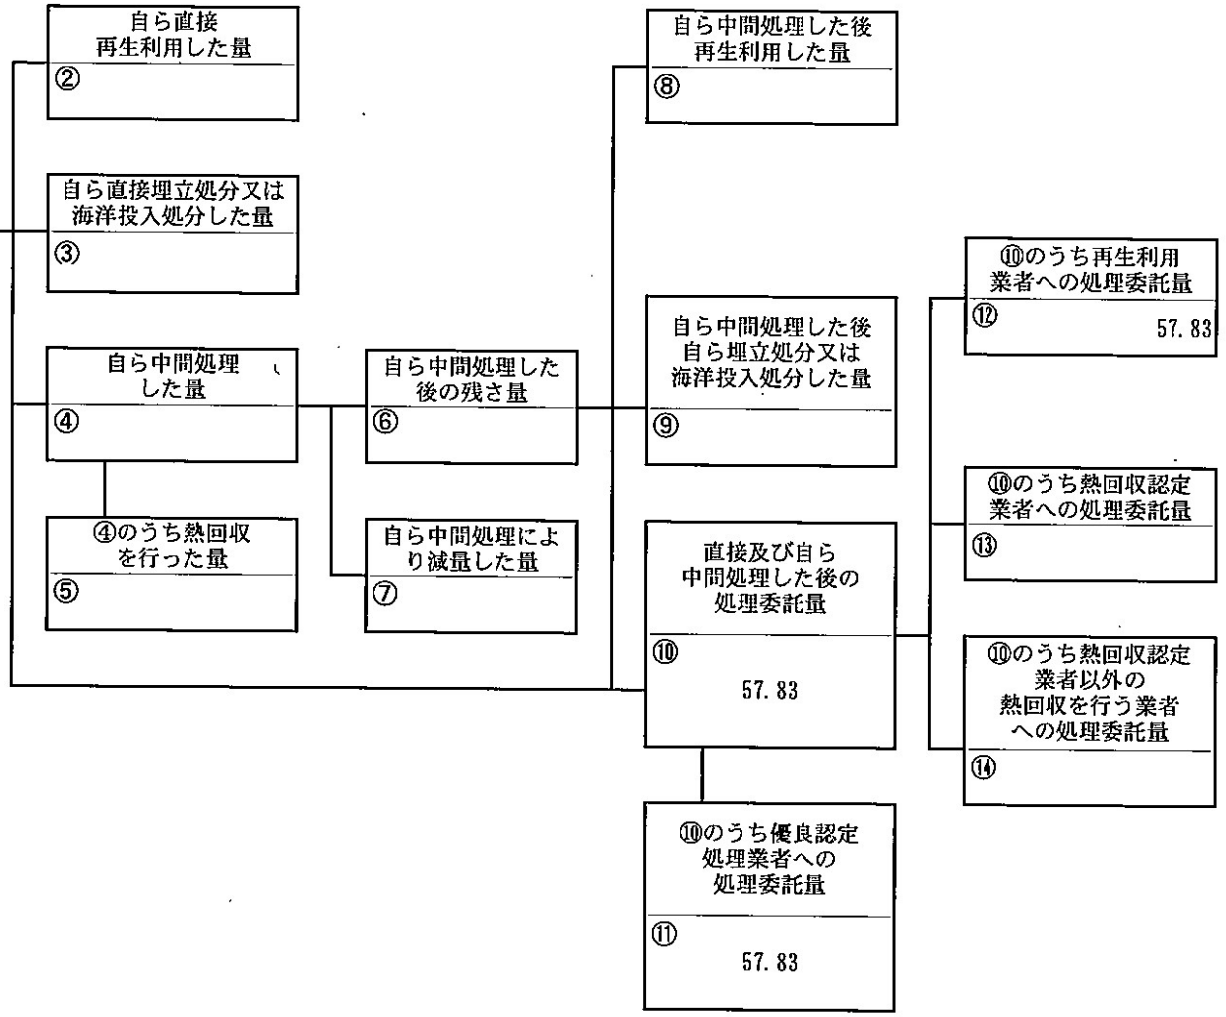 自ら直接
再生利用した量
②
自ら中間処理した後
再生利用した量
⑧
自ら直接埋立処分又は
海洋投入処分した量
③
⑩のうち再生利用
業者への処理委託量
⑫
57.83
自ら中間処理した後
自ら埋立処分又は
海洋投入処分した量
⑨
自ら中間処理
した量
④
自ら中間処理した
後の残さ量
⑥
⑩のうち熱回収認定
業者への処理委託量
⑬
④のうち熱回収
を行った量
⑤
自ら中間処理によ
り減量した量
⑦
直接及び自ら
中間処理した後の
処理委託量
⑩
57.83
⑩のうち熱回収認定
業者以外の
熱回収を行う業者
への処理委託量
⑭
⑩のうち優良認定
処理業者への
処理委託量
⑪
57.83